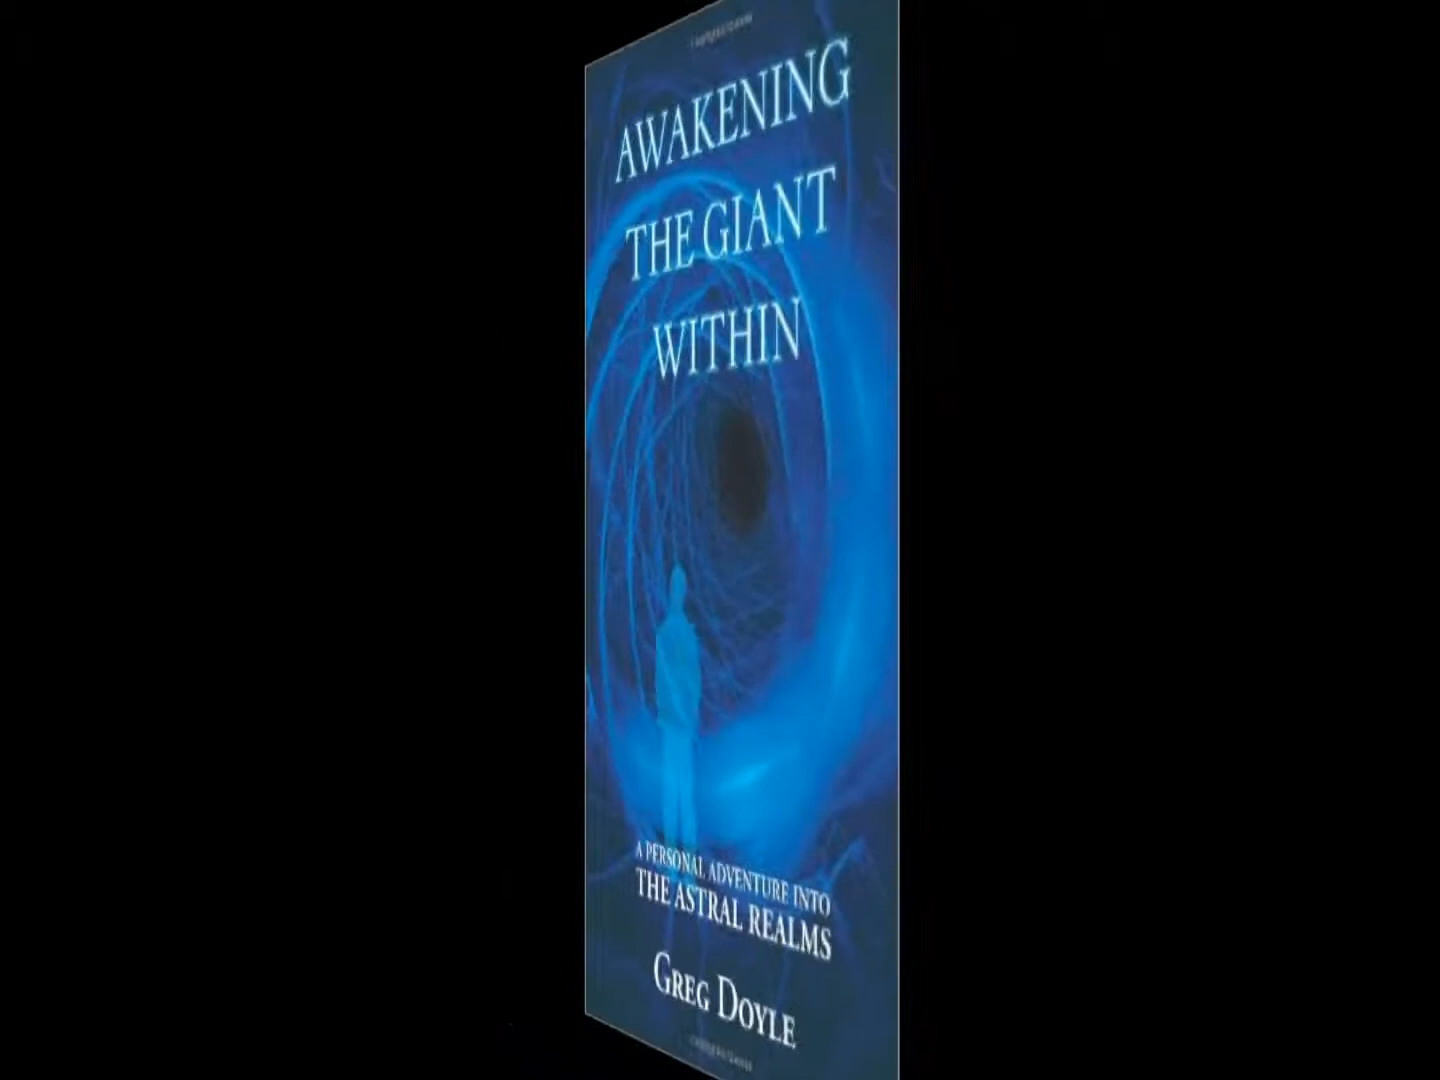 AWAKENING
THE GIANT
WITHIN
A PERSONAL ADVENTURE INTO
THE ASTRAL REALMS
GREG DOYLE